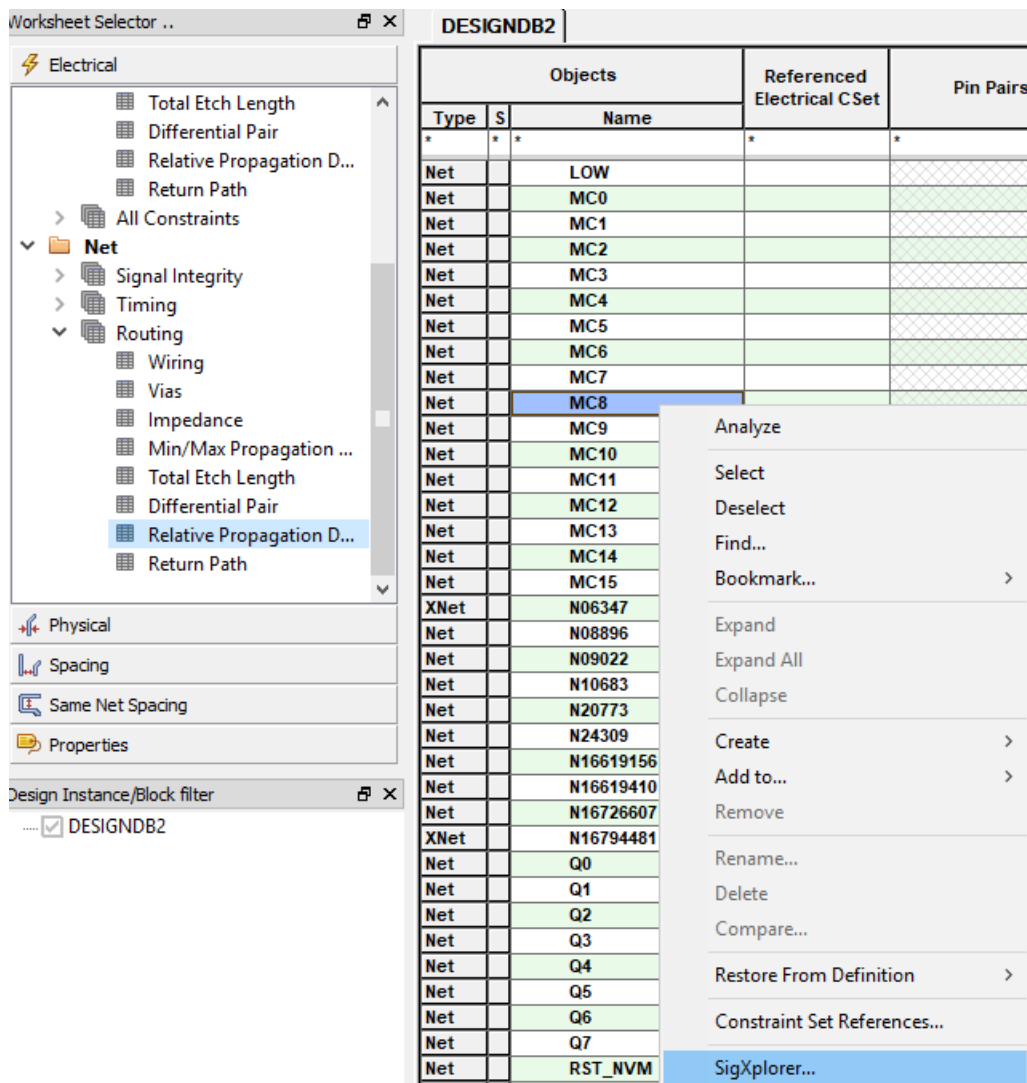 Worksheet Selector ..
Electrical
Total Etch Length
Differential Pair
Relative Propagation D...
Return Path
All Constraints
Net
Signal Integrity
Timing
Routing
Wiring
Vias
Impedance
Min/Max Propagation ...
Total Etch Length
Differential Pair
Relative Propagation D...
Return Path
Physical
Spacing
Same Net Spacing
Properties
Design Instance/Block filter
DESIGNDB2
DESIGNDB2
Objects
Referenced
Electrical CSet
Pin Pairs
Type S Name
* * * * *
Net LOW
Net MC0
Net MC1
Net MC2
Net MC3
Net MC4
Net MC5
Net MC6
Net MC7
Net MC8
Net MC9
Net MC10
Net MC11
Net MC12
Net MC13
Net MC14
Net MC15
XNet N06347
Net N08896
Net N09022
Net N10683
Net N20773
Net N24309
Net N16619156
Net N16619410
Net N16726607
XNet N16794481
Net Q0
Net Q1
Net Q2
Net Q3
Net Q4
Net Q5
Net Q6
Net Q7
Net RST_NVM
Analyze
Select
Deselect
Find...
Bookmark...
Expand
Expand All
Collapse
Create
Add to...
Remove
Rename...
Delete
Compare...
Restore From Definition
Constraint Set References...
SigXplorer...